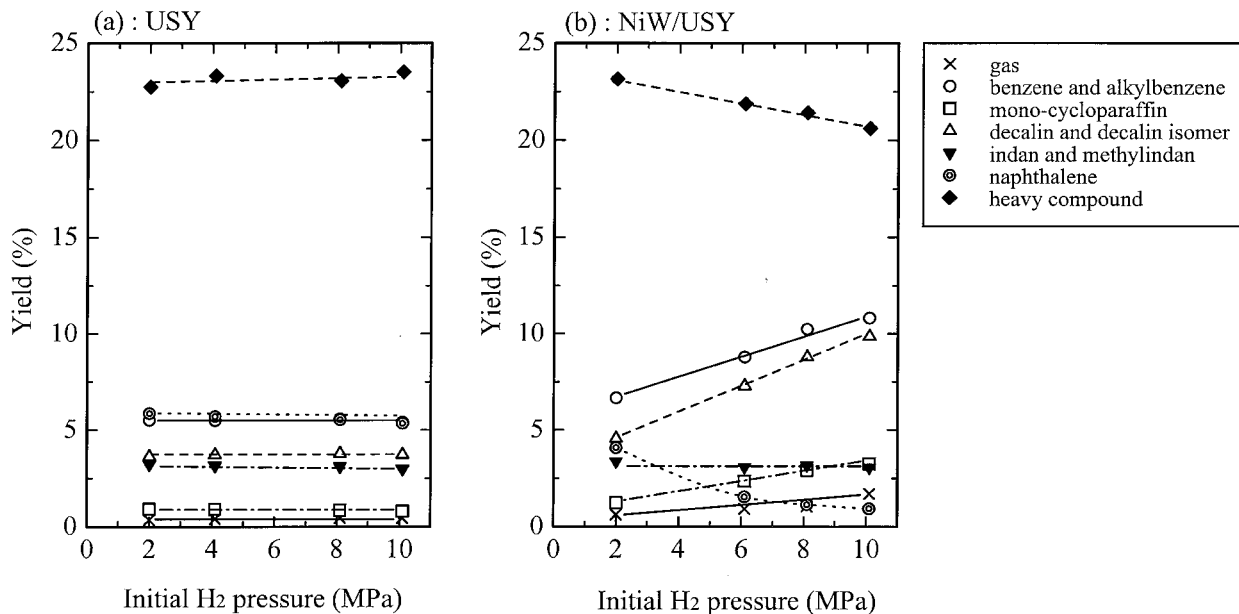 (a) : USY
(b) : NiW/USY
25
20
15
10
5
0
Yield (%)
0 2 4 6 8 10
Initial H2 pressure (MPa)
25
20
15
10
5
0
Yield (%)
0 2 4 6 8 10
Initial H2 pressure (MPa)
gas
benzene and alkylbenzene
mono-cycloparaffin
decalin and decalin isomer
indan and methylindan
naphthalene
heavy compound